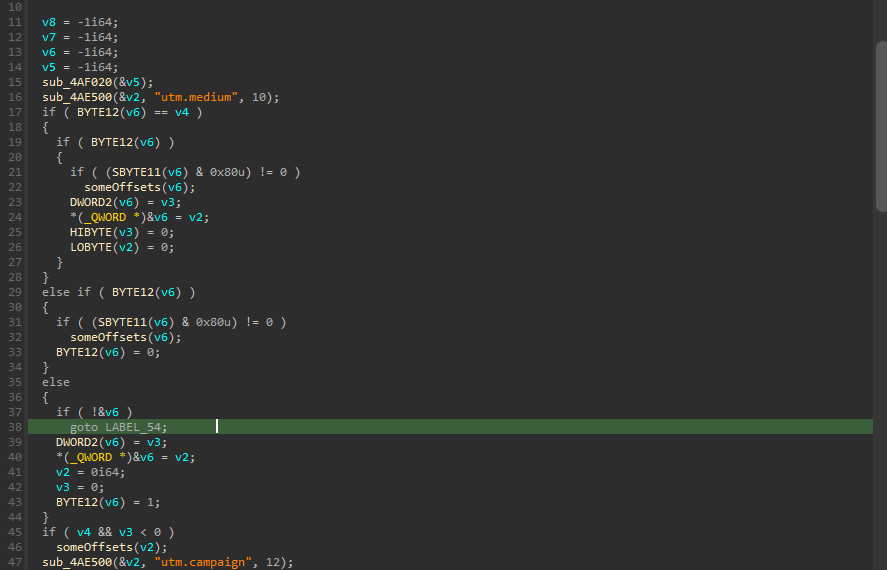 10
11 v8 = -1i64;
12 v7 = -1i64;
13 v6 = -1i64;
14 v5 = -1i64;
15 sub_4AF020(&v5);
16 sub_4AE500(&v2, "utm.medium", 10);
17 if ( BYTE12(v6) == v4 )
18 {
19 if ( BYTE12(v6) )
20 {
21 if ( (SBYTE11(v6) & 0x80u) != 0 )
22 someOffsets(v6);
23 DWORD2(v6) = v3;
24 *(_QWORD *)&v6 = v2;
25 HIBYTE(v3) = 0;
26 LOBYTE(v2) = 0;
27 }
28 }
29 else if ( BYTE12(v6) )
30 {
31 if ( (SBYTE11(v6) & 0x80u) != 0 )
32 someOffsets(v6);
33 BYTE12(v6) = 0;
34 }
35 else
36 {
37 if ( !&v6 )
38 goto LABEL_54;
39 DWORD2(v6) = v3;
40 *(_QWORD *)&v6 = v2;
41 v2 = 0i64;
42 v3 = 0;
43 BYTE12(v6) = 1;
44 }
45 if ( v4 && v3 < 0 )
46 someOffsets(v2);
47 sub_4AE500(&v2, "utm.campaign", 12);